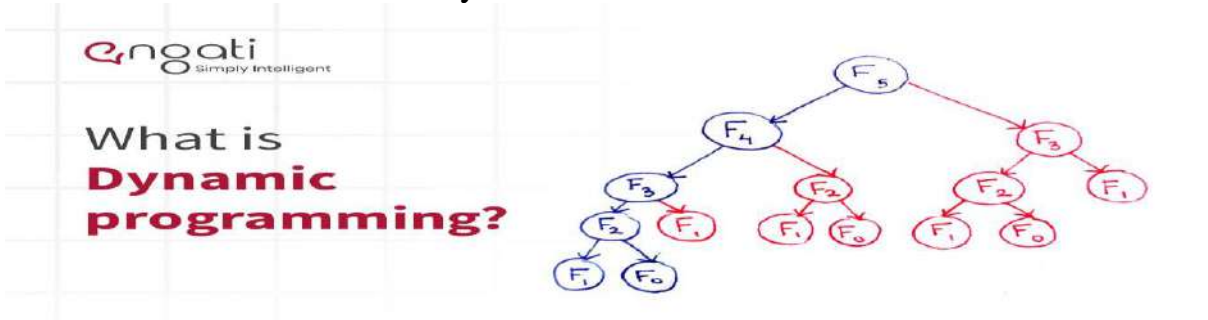 engati
Simply Intelligent
What is
Dynamic
programming?
F5
F4
F3
F3
F2
F2
F1
F2
F1
F1
F0
F1
F0
F1
F0